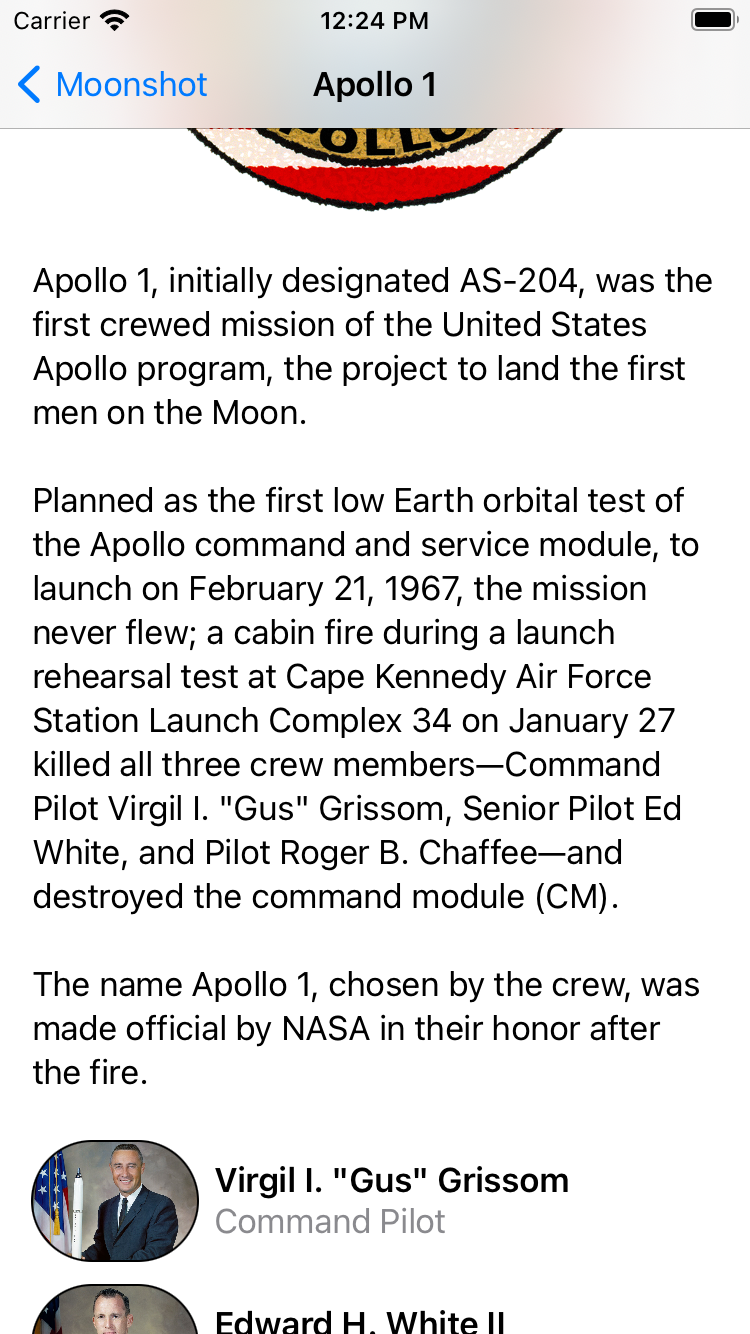 Carrier
12:24 PM
Moonshot
Apollo 1
APOLLO
Apollo 1, initially designated AS-204, was the
first crewed mission of the United States
Apollo program, the project to land the first
men on the Moon.
Planned as the first low Earth orbital test of
the Apollo command and service module, to
launch on February 21, 1967, the mission
never flew; a cabin fire during a launch
rehearsal test at Cape Kennedy Air Force
Station Launch Complex 34 on January 27
killed all three crew members—Command
Pilot Virgil I. "Gus" Grissom, Senior Pilot Ed
White, and Pilot Roger B. Chaffee—and
destroyed the command module (CM).
The name Apollo 1, chosen by the crew, was
made official by NASA in their honor after
the fire.
Virgil I. "Gus" Grissom
Command Pilot
Edward H. White II